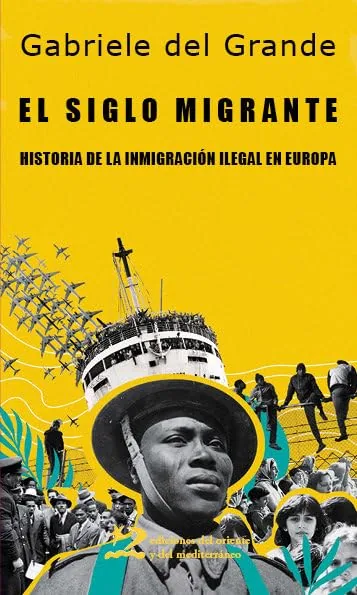 Gabriele del Grande
EL SIGLO MIGRANTE
HISTORIA DE LA INMIGRACIÓN ILEGAL EN EUROPA
ediciones del oriente
y del mediterráneo